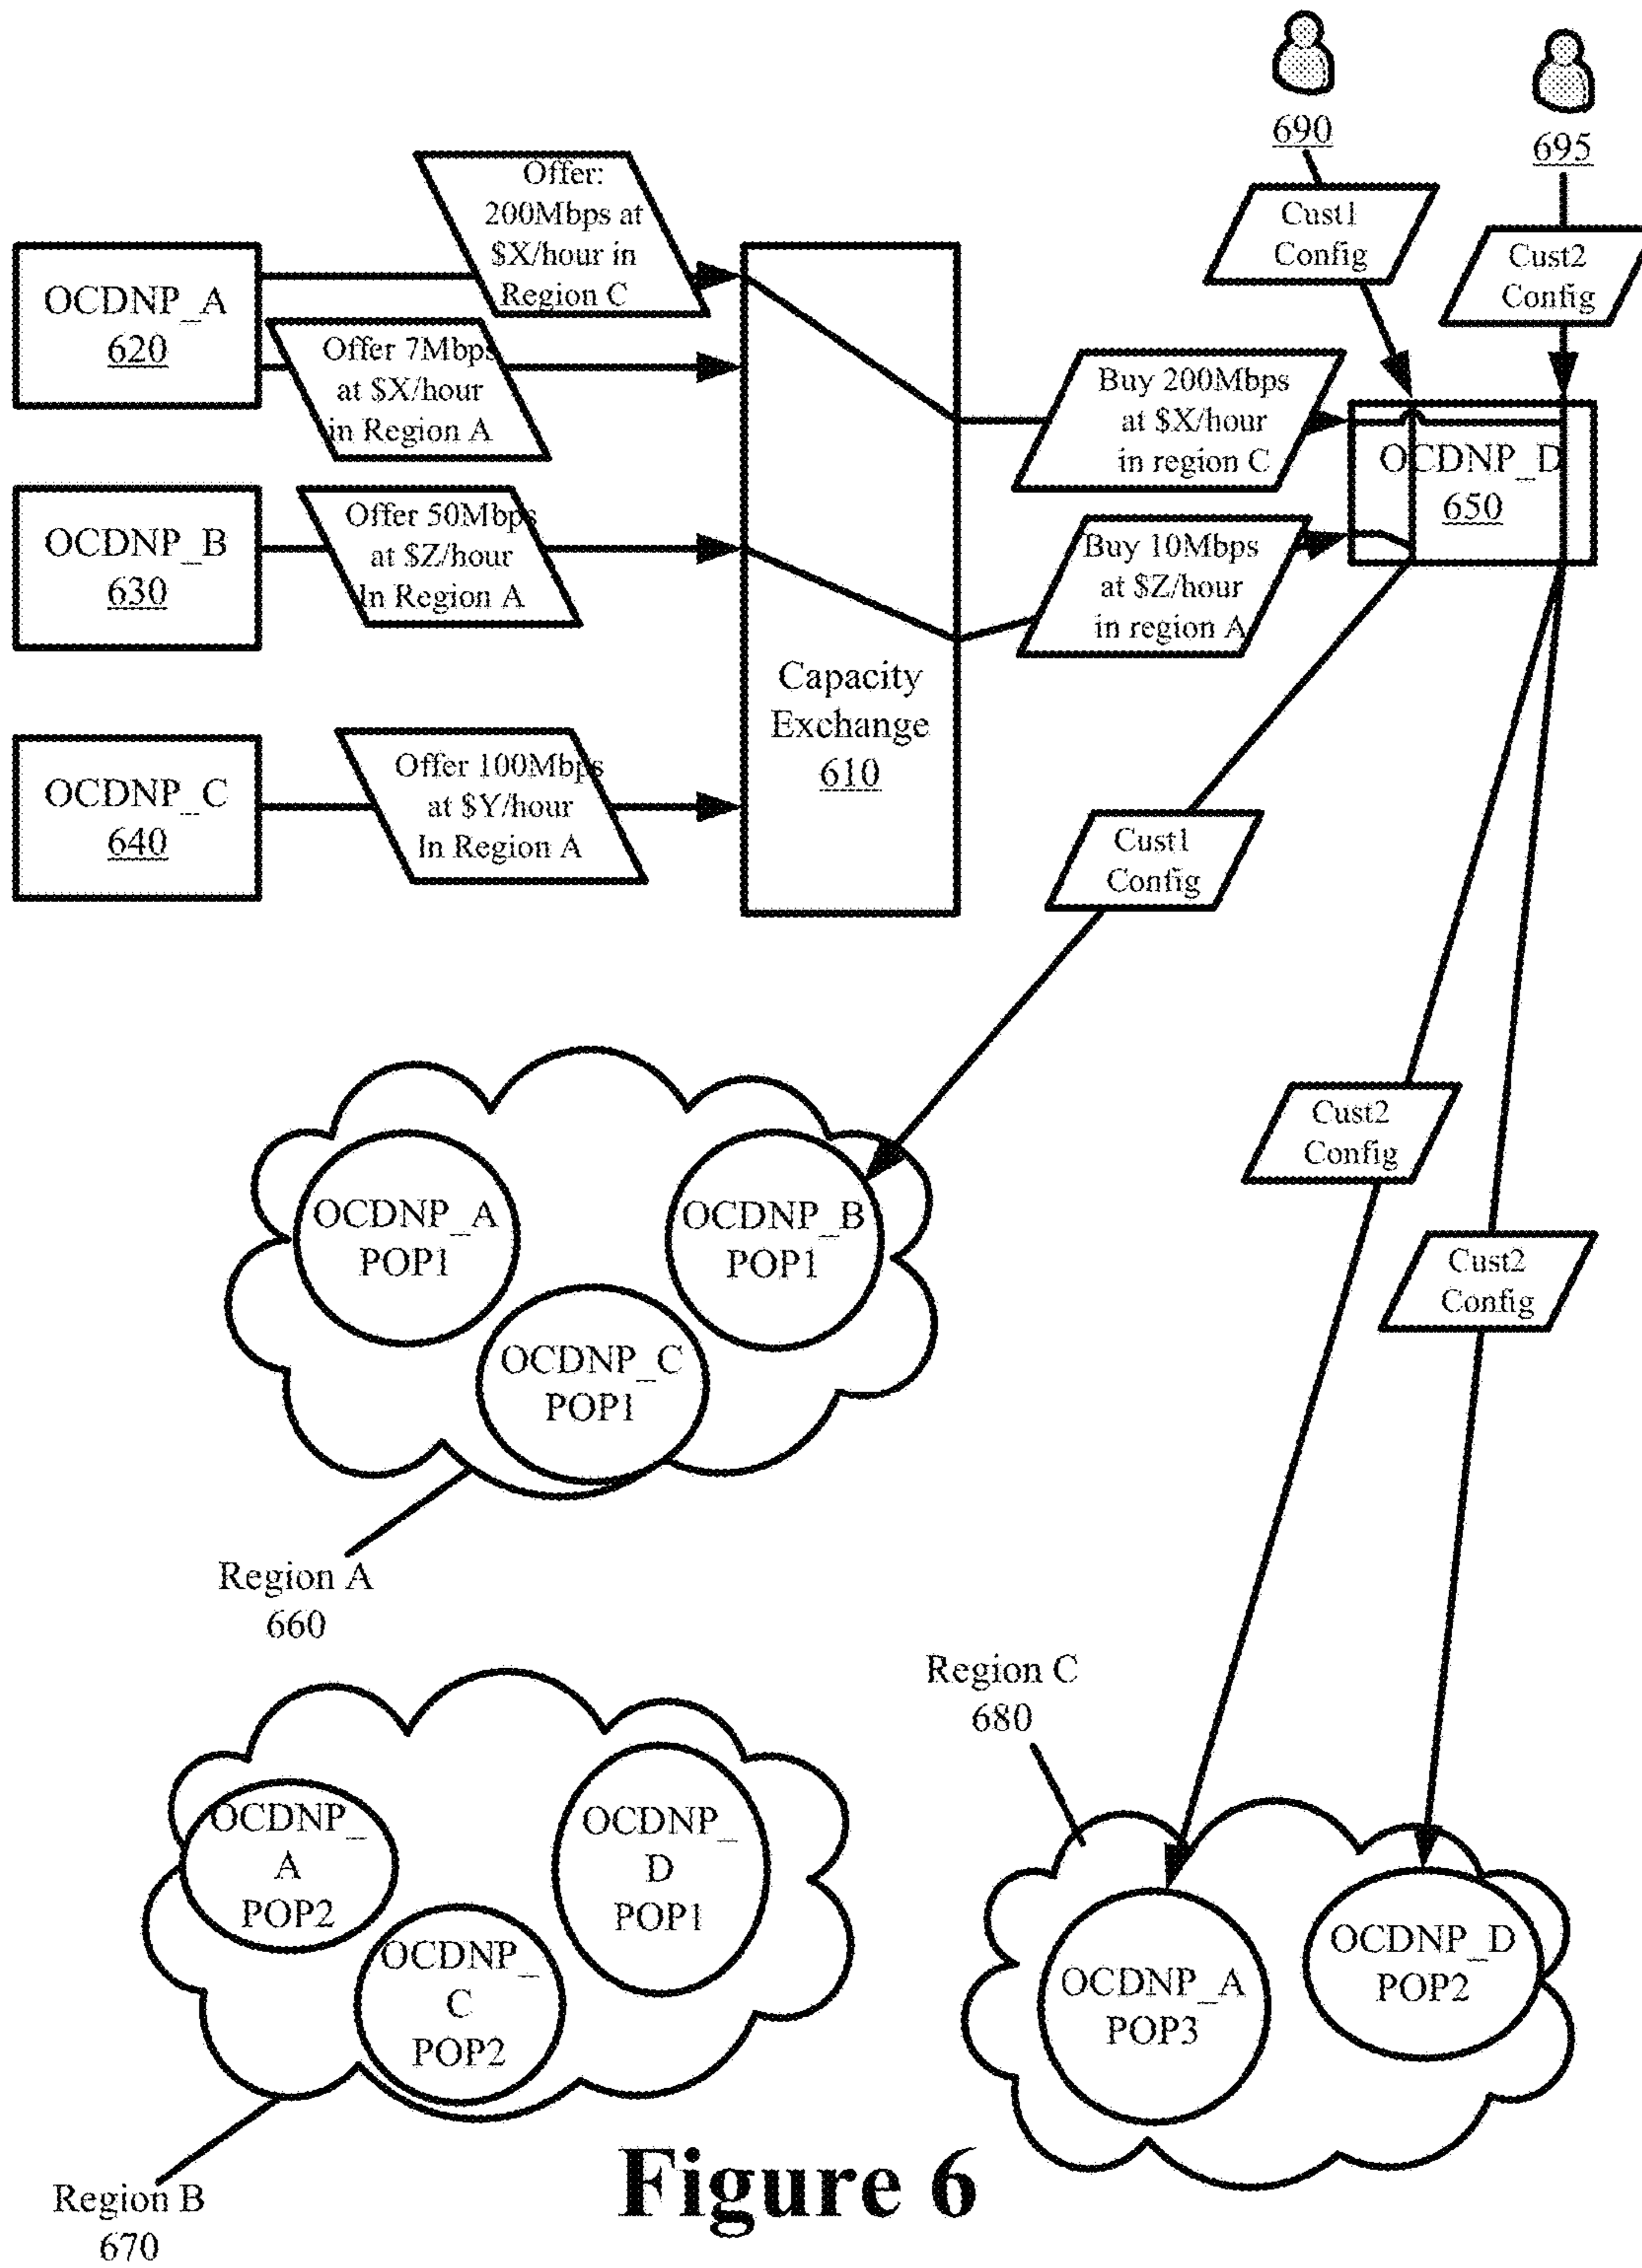 690
695
Offer:
200Mbps at
$X/hour in
Region C
Cust1
Config
Cust2
Config
OCDNP_A
620
Offer 7Mbps
at $X/hour
in Region A
Buy 200Mbps
at $X/hour
in region C
OCDNP_D
650
OCDNP_B
630
Offer 50Mbps
at $Z/hour
In Region A
Buy 10Mbps
at $Z/hour
in region A
Capacity
Exchange
610
OCDNP_C
640
Offer 100Mbps
at $Y/hour
In Region A
Cust1
Config
Cust2
Config
Cust2
Config
OCDNP_A
POP1
OCDNP_B
POP1
OCDNP_C
POP1
Region A
660
Region C
680
OCDNP_
A
POP2
OCDNP_
D
POP1
OCDNP_
C
POP2
OCDNP_A
POP3
OCDNP_D
POP2
Region B
670
Figure 6